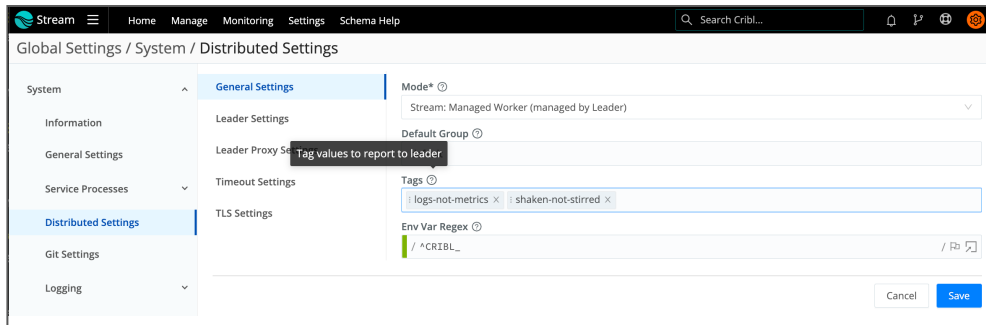 Stream Home Manage Monitoring Settings Schema Help Search Cribl...
Global Settings / System / Distributed Settings
System
Information
General Settings
Service Processes
Distributed Settings
Git Settings
Logging
General Settings
Leader Settings
Leader Proxy Se
Timeout Settings
TLS Settings
Tag values to report to leader
Mode*
Stream: Managed Worker (managed by Leader)
Default Group
Tags
logs-not-metrics × shaken-not-stirred ×
Env Var Regex
/ ^CRIBL_ /
Cancel Save